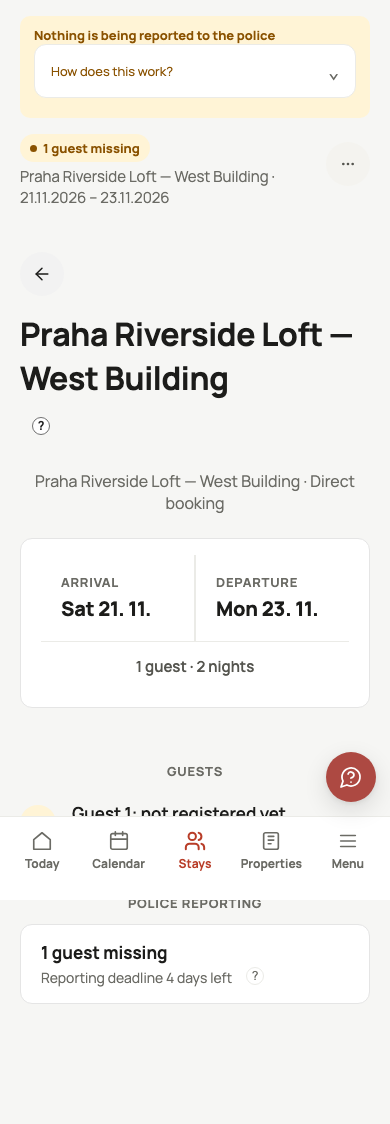 Nothing is being reported to the police
How does this work?
1 guest missing
Praha Riverside Loft — West Building ·
21.11.2026 – 23.11.2026
Praha Riverside Loft —
West Building
?
Praha Riverside Loft — West Building · Direct
booking
ARRIVAL
Sat 21. 11.
DEPARTURE
Mon 23. 11.
1 guest · 2 nights
GUESTS
Guest 1: not registered yet
Today
Calendar
Stays
Properties
Menu
POLICE REPORTING
1 guest missing
Reporting deadline 4 days left
?